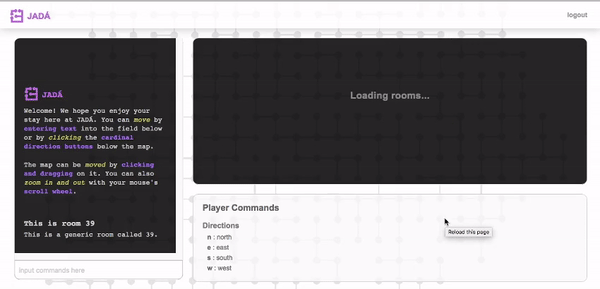 JADÁ
logout
JADÁ
Welcome! We hope you enjoy your
stay here at JADÁ. You can move by
entering text into the field below
or by clicking the cardinal
direction buttons below the map.
The map can be moved by clicking
and dragging on it. You can also
zoom in and out with your mouse's
scroll wheel.
This is room 39
This is a generic room called 39.
Input commands here
Loading rooms...
Player Commands
Directions
n : north
e : east
s : south
w : west
Reload this page